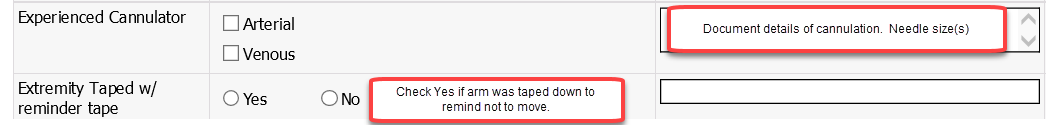 Experienced Cannulator
Arterial
Venous
Document details of cannulation. Needle size(s)
Extremity Taped w/
reminder tape
Yes
No
Check Yes if arm was taped down to
remind not to move.